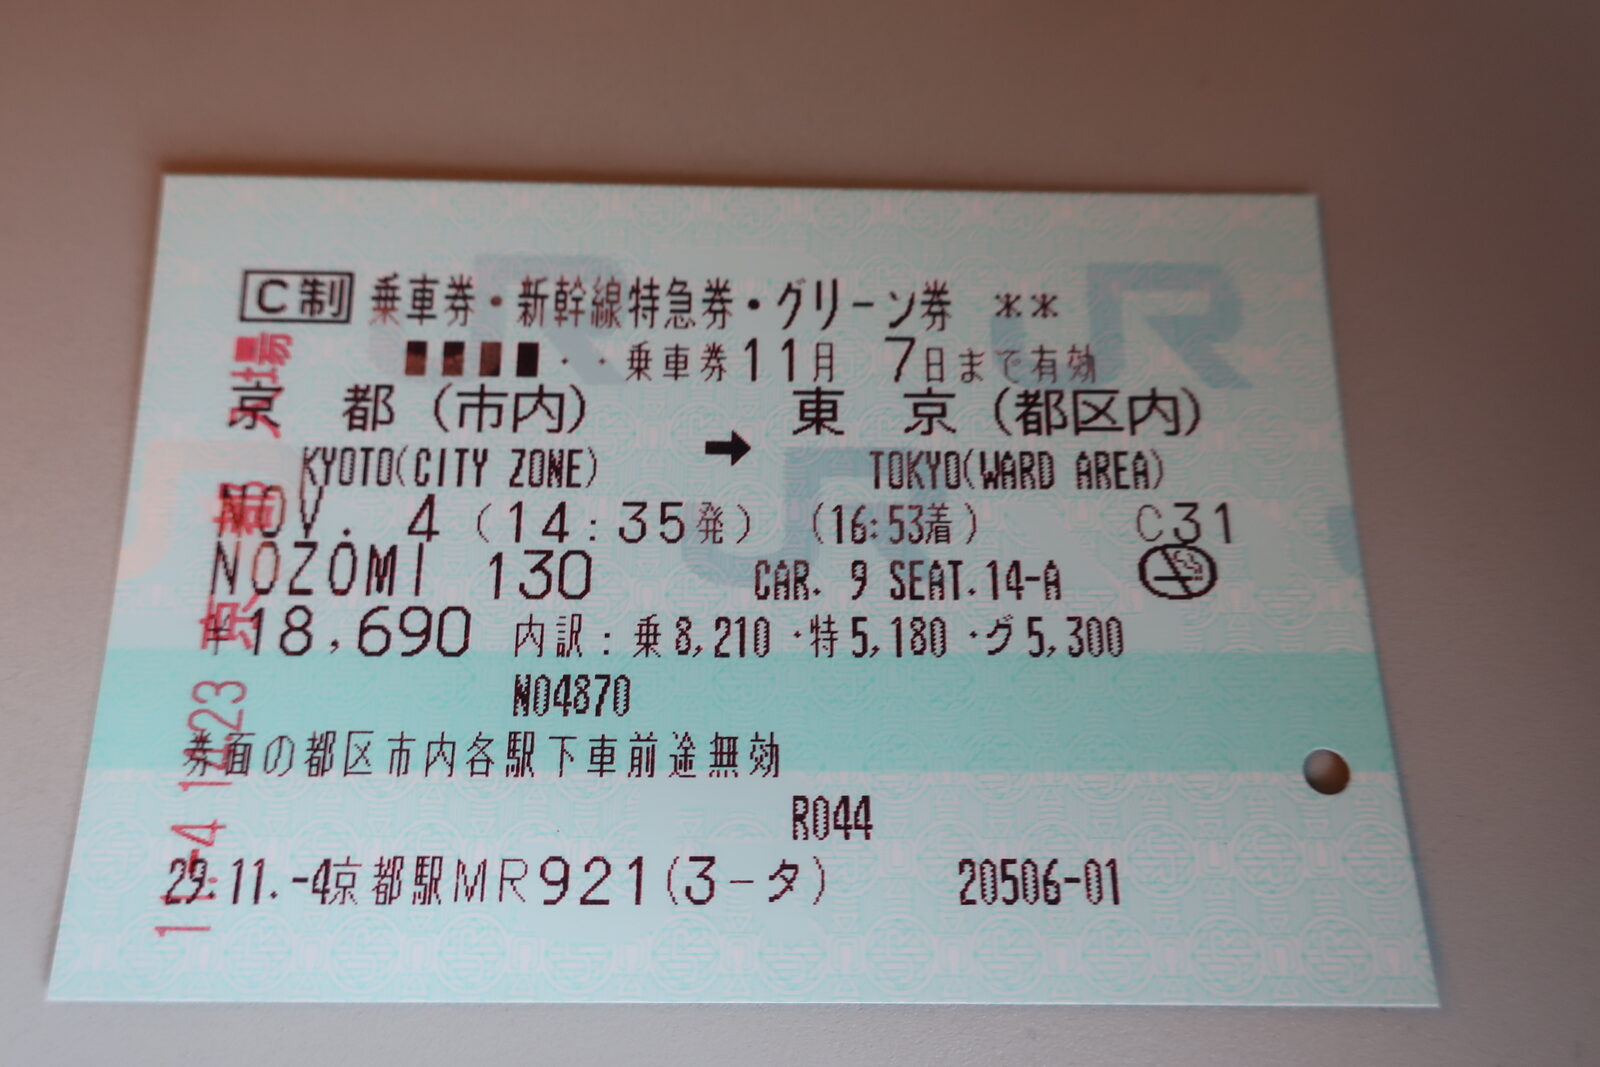 C制 乗車券・新幹線特急券・グリーン券 **
■■■■・・乗車券11月 7日まで有効
京 都(市内) ➡ 東 京(都区内)
KYOTO(CITY ZONE) TOKYO(WARD AREA)
NOV. 4(14:35発) (16:53着) C31
NOZOMI 130 CAR. 9 SEAT.14-A
¥18,690 内訳:乗8,210・特5,180・グ5,300
N04870
券面の都区市内各駅下車前途無効
R044
29.11.-4京都駅MR921(3-タ) 20506-01
京 都
JR